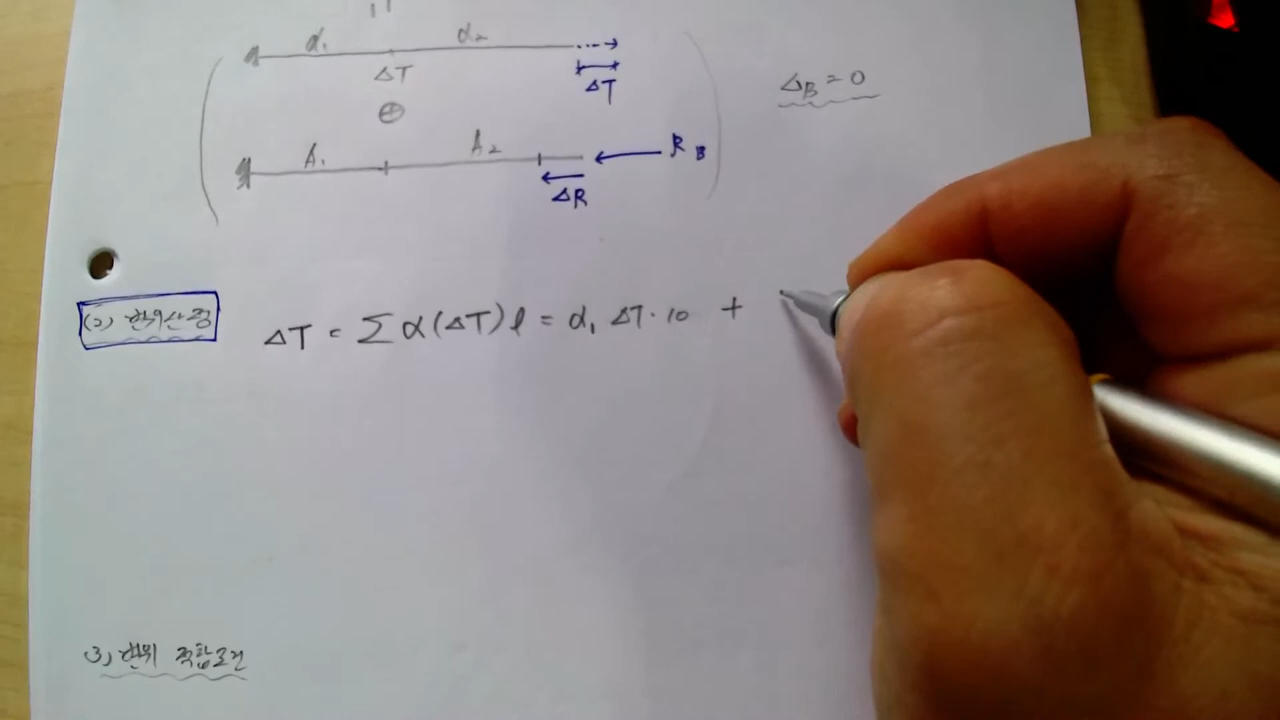 α₁ α₂
ΔT
ΔT
Δ_B = 0
⊕
A₁ A₂
R_B
ΔR
(2) 변위산정
ΔT = Σ α(ΔT) ℓ = α₁ ΔT · 10 +
3) 변위 적합조건